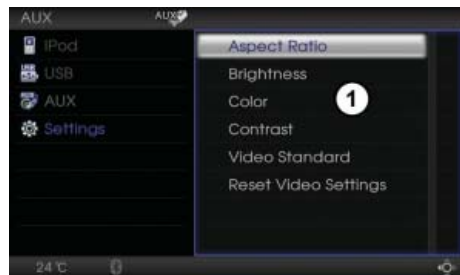 AUX AUX
iPod
USB
AUX
Settings
Aspect Ratio
Brightness
Color
Contrast
Video Standard
Reset Video Settings
1
24°C